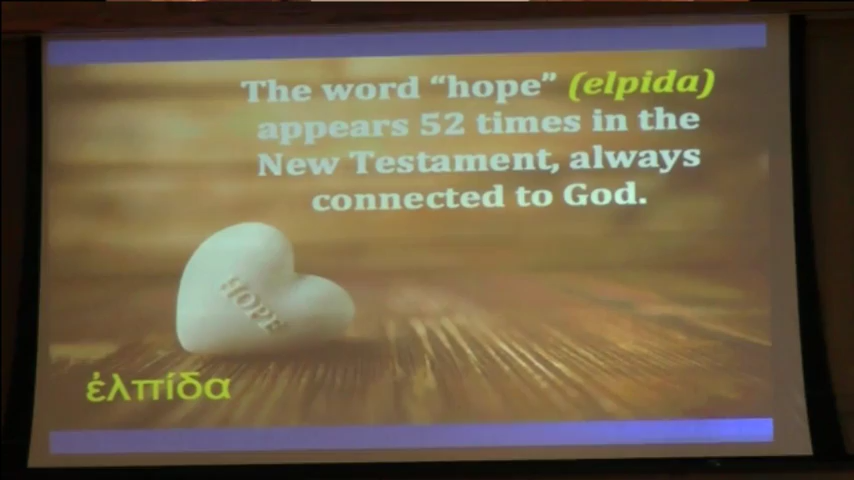 The word “hope” (elpida)
appears 52 times in the
New Testament, always
connected to God.
HOPE
ἐλπίδα